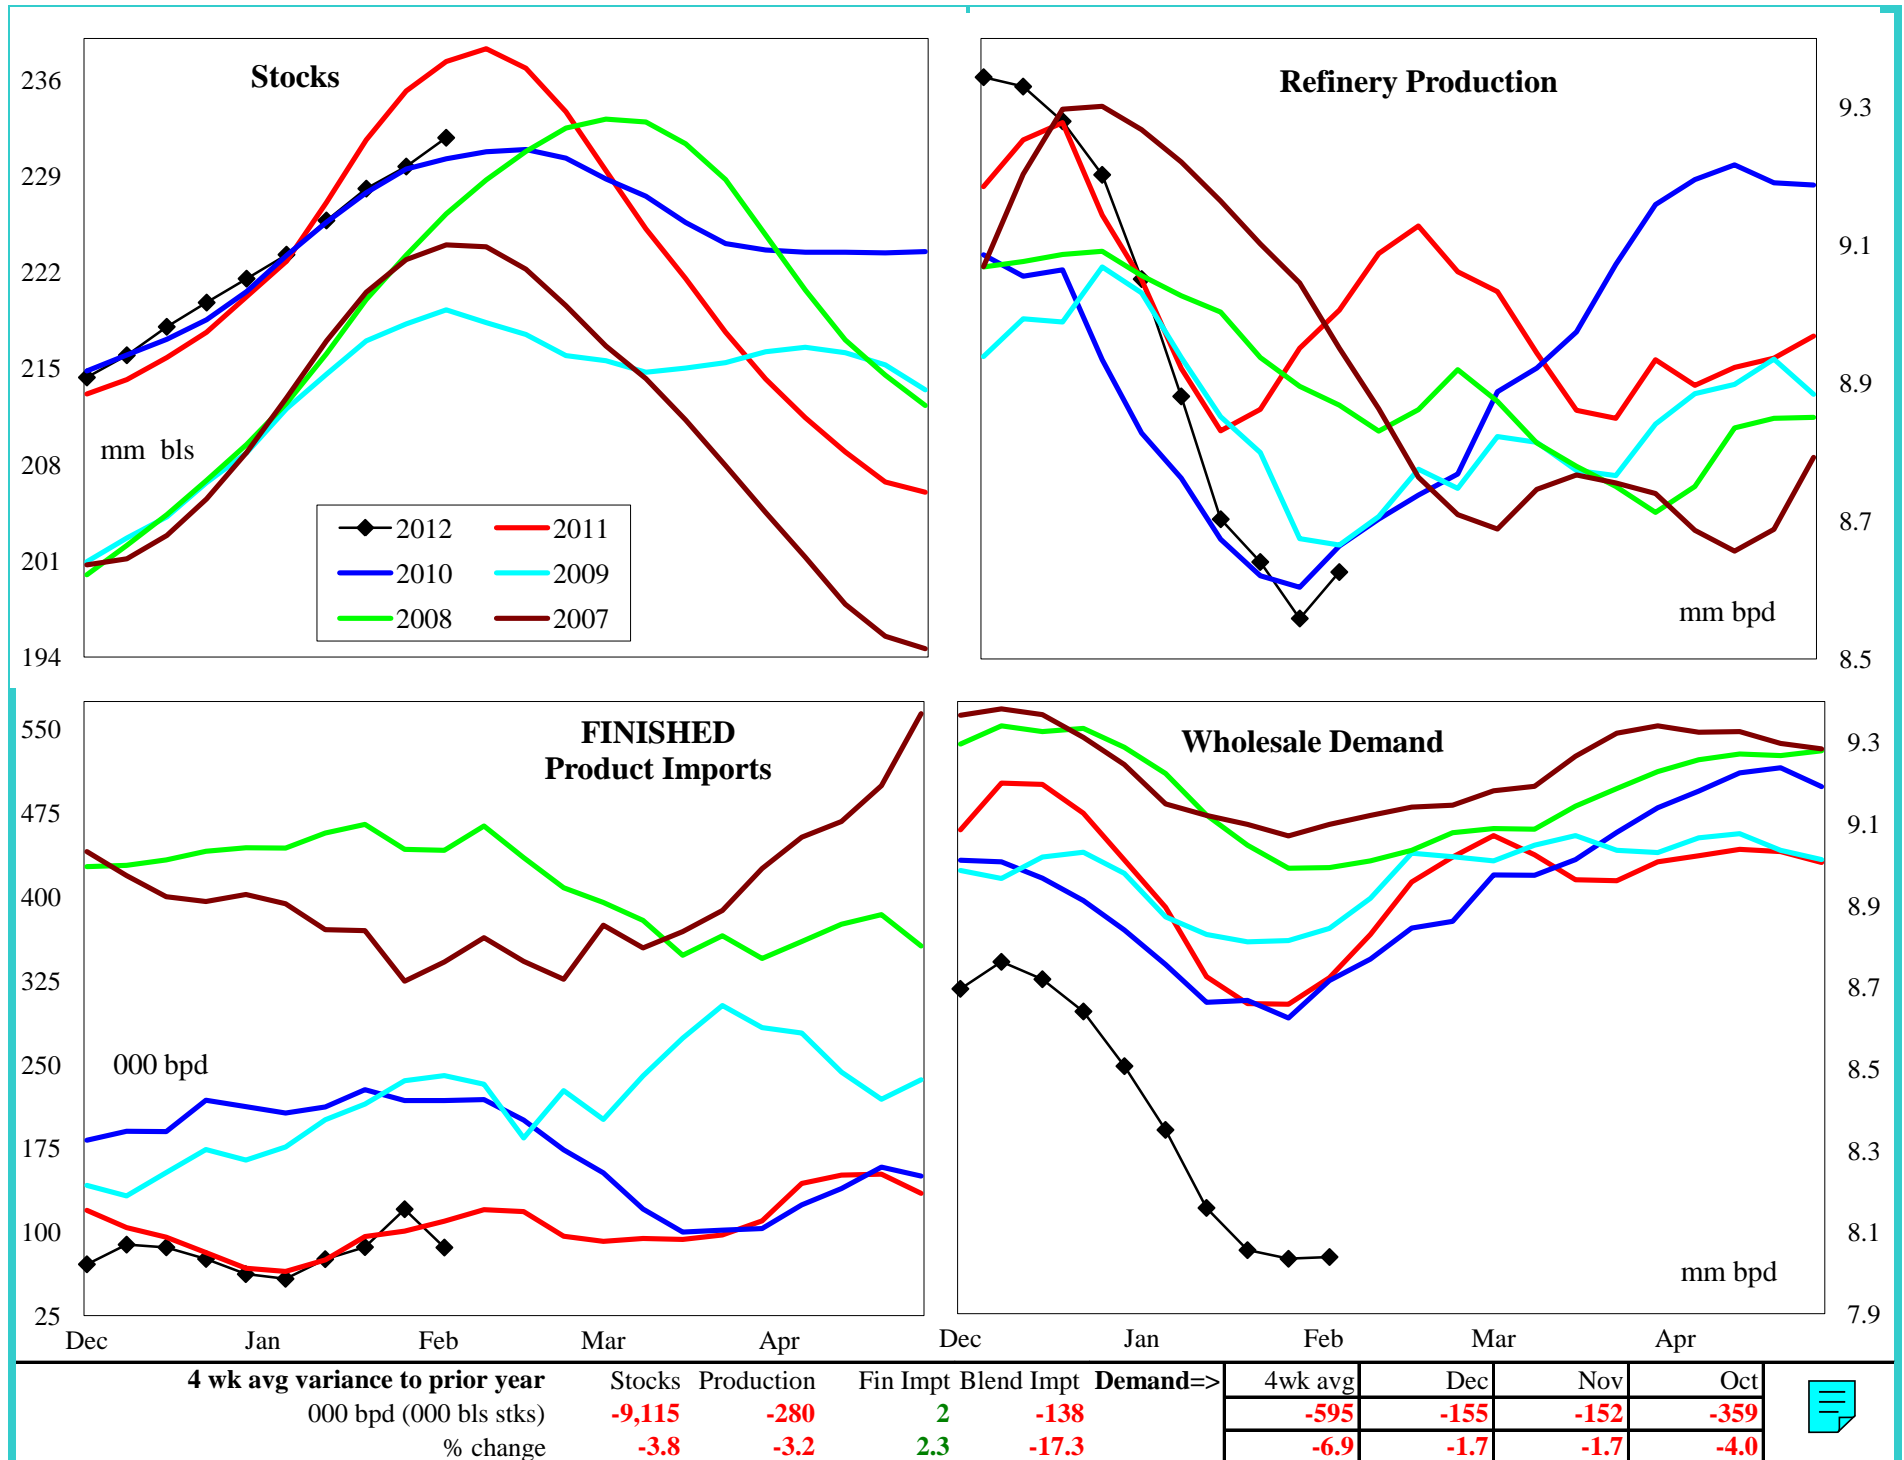 Stocks
236
229
222
215
208
201
194
mm bls
2012
2011
2010
2009
2008
2007
Refinery Production
9.3
9.1
8.9
8.7
8.5
mm bpd
FINISHED
Product Imports
550
475
400
325
250
175
100
25
000 bpd
Dec Jan Feb Mar Apr
Wholesale Demand
9.3
9.1
8.9
8.7
8.5
8.3
8.1
7.9
mm bpd
Dec Jan Feb Mar Apr
4 wk avg variance to prior year Stocks Production Fin Impt Blend Impt Demand=> 4wk avg Dec Nov Oct
000 bpd (000 bls stks) -9,115 -280 2 -138 -595 -155 -152 -359
% change -3.8 -3.2 2.3 -17.3 -6.9 -1.7 -1.7 -4.0